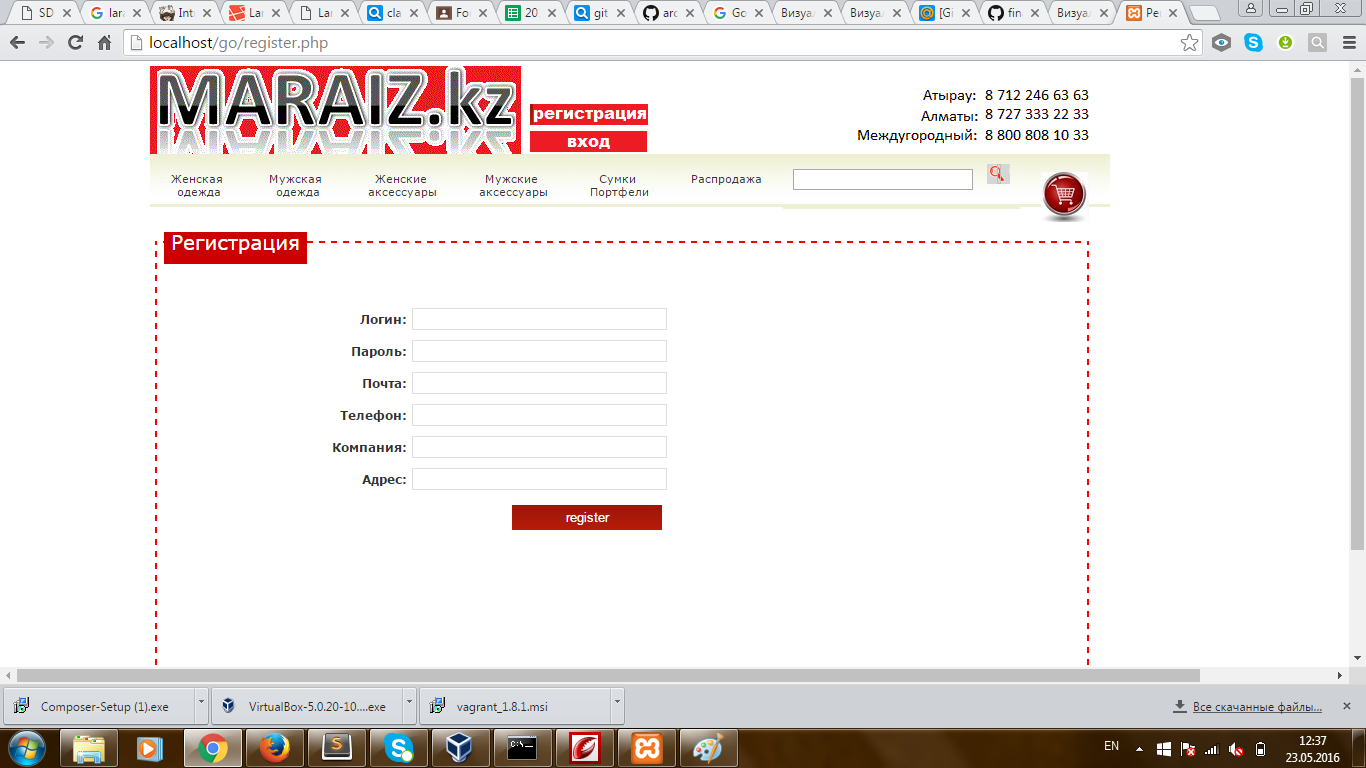 SD
lara
Inti
Lar
Lar
cla
Fo
20
git
arc
Go
Визуа
Визуа
[Gi
fin
Визуа
Ре
localhost/go/register.php
MARAIZ.kz
регистрация
вход
Атырау: 8 712 246 63 63
Алматы: 8 727 333 22 33
Междугородный: 8 800 808 10 33
Женская
одежда
Мужская
одежда
Женские
аксессуары
Мужские
аксессуары
Сумки
Портфели
Распродажа
Регистрация
Логин:
Пароль:
Почта:
Телефон:
Компания:
Адрес:
register
Composer-Setup (1).exe
VirtualBox-5.0.20-10....exe
vagrant_1.8.1.msi
Все скачанные файлы...
EN
12:37
23.05.2016